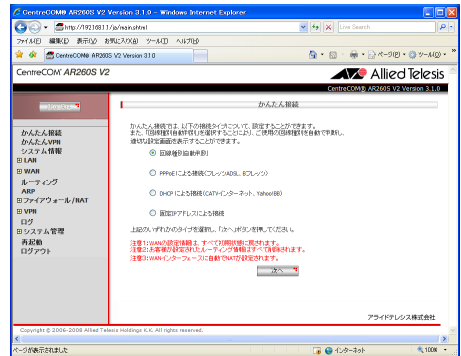 CentreCOM® AR260S V2 Version 3.1.0 - Windows Internet Explorer
http://192.168.1.1/ja/main.shtml
Live Search
ファイル(F) 編集(E) 表示(V) お気に入り(A) ツール(T) ヘルプ(H)
CentreCOM® AR260S V2 Version 3.1.0
ページ(P) ツール(O)
CentreCOM AR260S V2
Allied Telesis
CentreCOM® AR260S V2 Version 3.1.0
かんたん接続
かんたんVPN
システム情報
LAN
WAN
ルーティング
ARP
ファイアウォール/NAT
VPN
ログ
システム管理
再起動
ログアウト
かんたん接続
かんたん接続では、以下の接続タイプについて、設定することができます。
また、「回線種別自動判別」を選択することにより、ご使用の回線種別を自動で判断し、
適切な設定画面を表示することができます。
回線種別自動判別
PPPoEによる接続(フレッツADSL、Bフレッツ)
DHCPによる接続(CATVインターネット、Yahoo!BB)
固定IPアドレスによる接続
上記のいずれかのタイプを選択し、「次へ」ボタンを押してください。
注意1:WANの設定情報は、すべて初期状態に戻されます。
注意2:お客様が設定されたルーティング情報はすべて削除されます。
注意3:WANインターフェースに自動でNATが設定されます。
次へ
アライドテレシス株式会社
Copyright © 2006-2008 Allied Telesis Holdings K.K. All rights reserved.
ページが表示されました
インターネット
100%